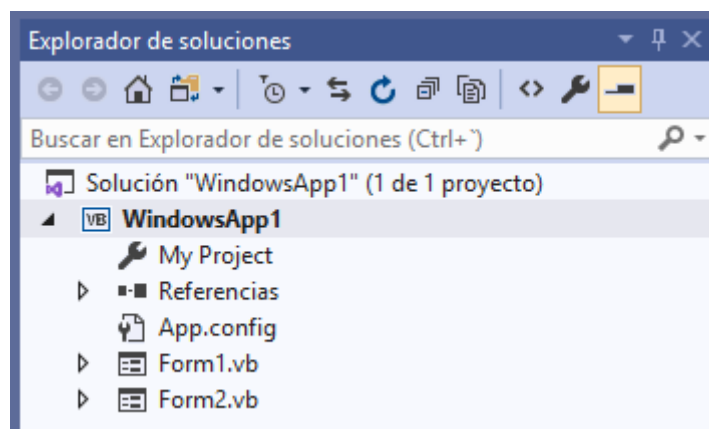 Explorador de soluciones
Buscar en Explorador de soluciones (Ctrl+`)
Solución "WindowsApp1" (1 de 1 proyecto)
VB WindowsApp1
My Project
Referencias
App.config
Form1.vb
Form2.vb